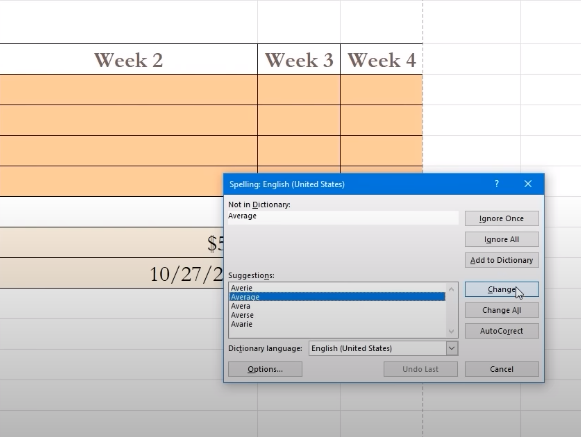 Week 2 Week 3 Week 4
Spelling: English (United States) ? ×
Not in Dictionary:
Average
Ignore Once
Ignore All
$5
Add to Dictionary
10/27/2
Suggestions:
Averie
Average
Avera
Averse
Avarie
Change
Change All
AutoCorrect
Dictionary language: English (United States)
Options... Undo Last Cancel